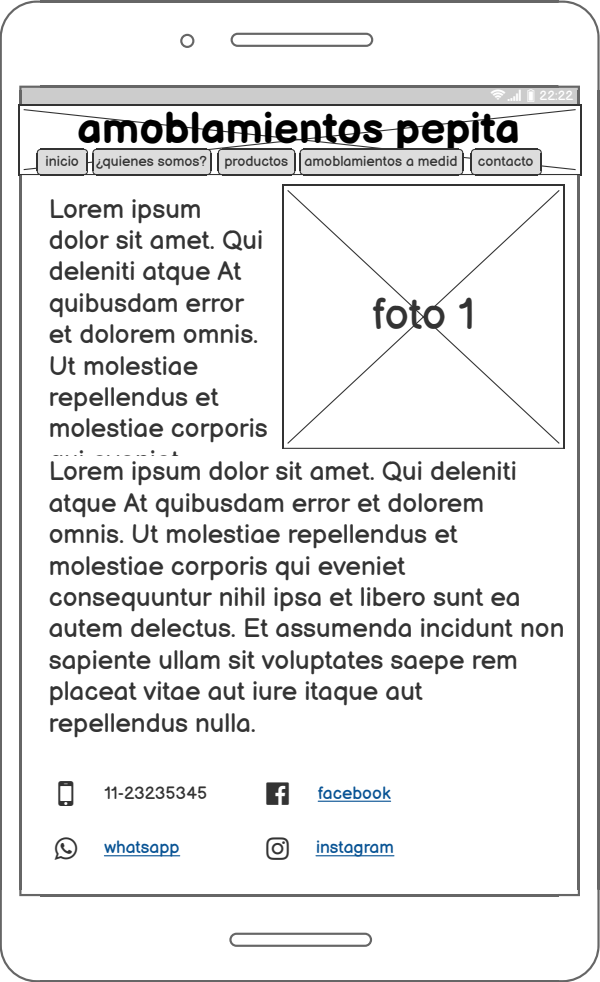 22:22
amoblamientos pepita
inicio
¿quienes somos?
productos
amoblamientos a medid
contacto
Lorem ipsum
dolor sit amet. Qui
deleniti atque At
quibusdam error
et dolorem omnis.
Ut molestiae
repellendus et
molestiae corporis
qui eveniet
foto 1
Lorem ipsum dolor sit amet. Qui deleniti
atque At quibusdam error et dolorem
omnis. Ut molestiae repellendus et
molestiae corporis qui eveniet
consequuntur nihil ipsa et libero sunt ea
autem delectus. Et assumenda incidunt non
sapiente ullam sit voluptates saepe rem
placeat vitae aut iure itaque aut
repellendus nulla.
11-23235345
facebook
whatsapp
instagram